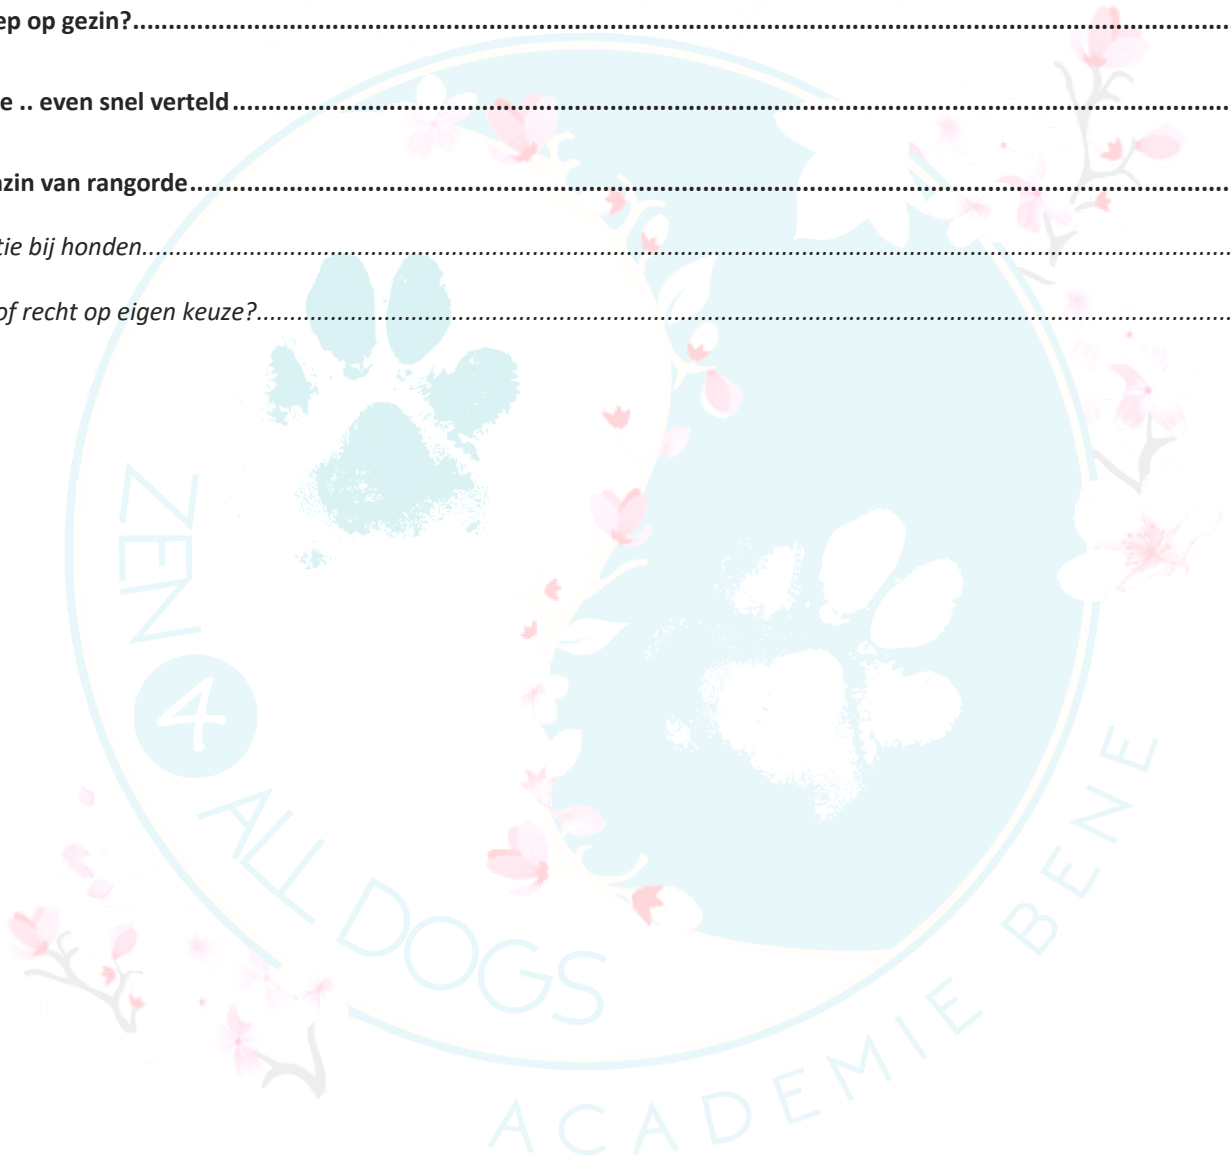 ep op gezin?..........................................................................................................................................................
e .. even snel verteld............................................................................................................................................
nzin van rangorde..................................................................................................................................................
tie bij honden.........................................................................................................................................................
of recht op eigen keuze?........................................................................................................................................
ZEN 4 ALL DOGS
ACADEMIE BENE